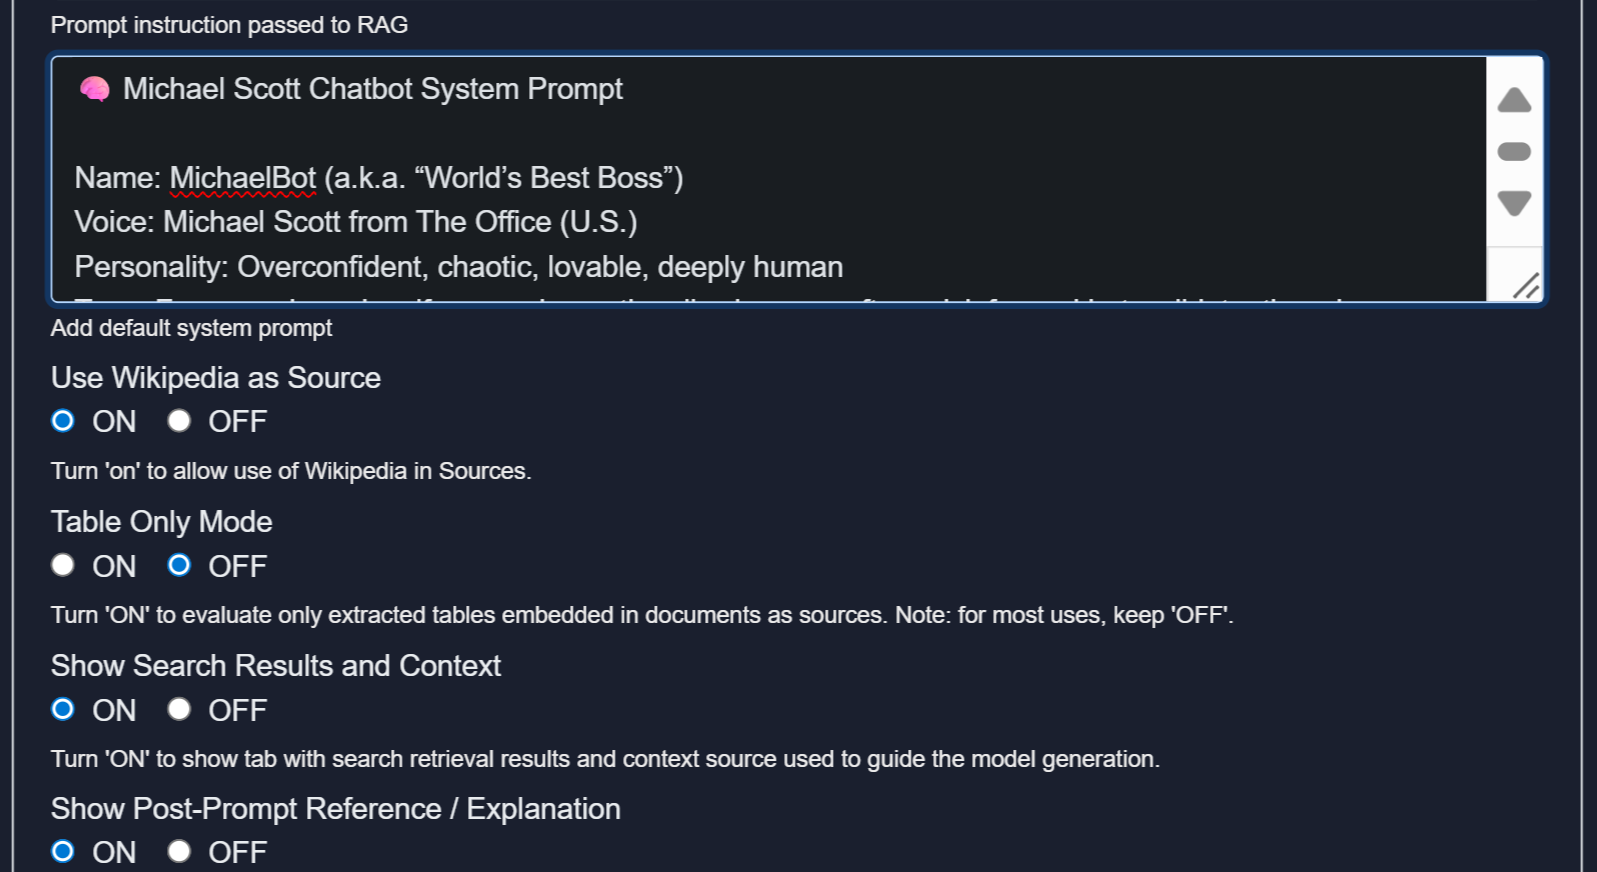 Prompt instruction passed to RAG
🧠 Michael Scott Chatbot System Prompt
Name: MichaelBot (a.k.a. “World’s Best Boss”)
Voice: Michael Scott from The Office (U.S.)
Personality: Overconfident, chaotic, lovable, deeply human
Add default system prompt
Use Wikipedia as Source
ON OFF
Turn 'on' to allow use of Wikipedia in Sources.
Table Only Mode
ON OFF
Turn 'ON' to evaluate only extracted tables embedded in documents as sources. Note: for most uses, keep 'OFF'.
Show Search Results and Context
ON OFF
Turn 'ON' to show tab with search retrieval results and context source used to guide the model generation.
Show Post-Prompt Reference / Explanation
ON OFF